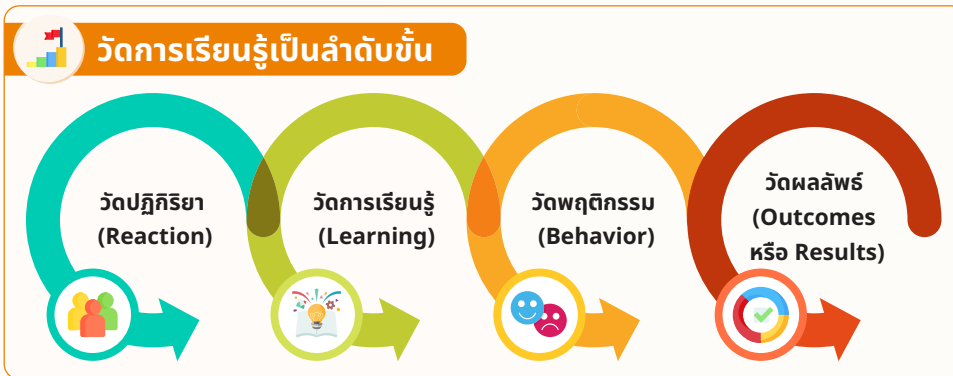 วัดการเรียนรู้เป็นลำดับขั้น
วัดปฏิกิริยา
(Reaction)
วัดการเรียนรู้
(Learning)
วัดพฤติกรรม
(Behavior)
วัดผลลัพธ์
(Outcomes
หรือ Results)